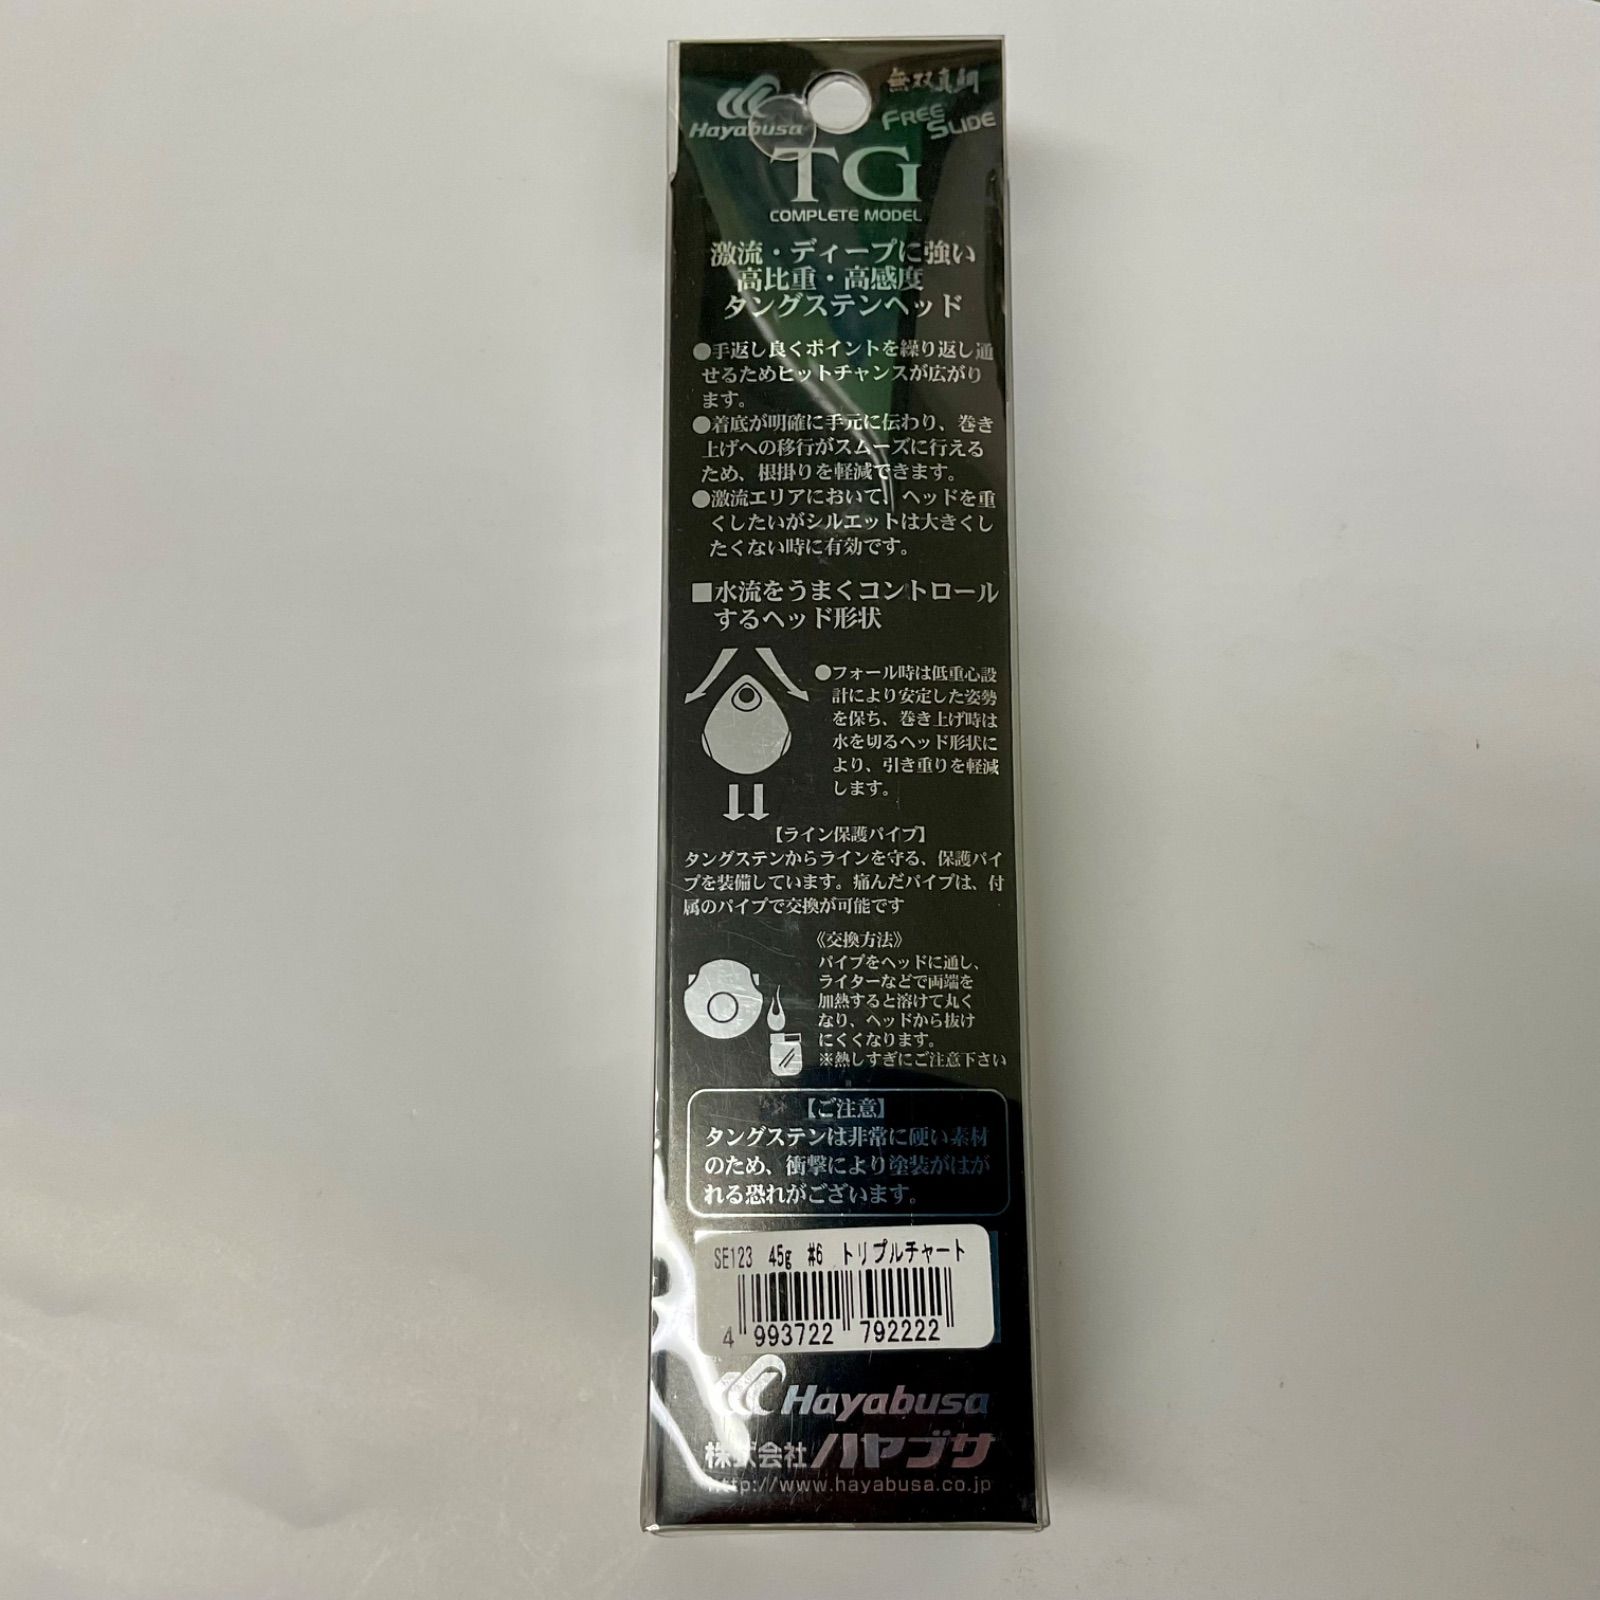 Hayabusa
無双真鯛
FREE SLIDE
TG
COMPLETE MODEL
激流・ディープに強い
高比重・高感度
タングステンヘッド
●手返し良くポイントを繰り返し通
せるためヒットチャンスが広がり
ます。
●着底が明確に手元に伝わり、巻き
上げへの移行がスムーズに行える
ため、根掛りを軽減できます。
●激流エリアにおいて、ヘッドを重
くしたいがシルエットは大きくし
たくない時に有効です。
■水流をうまくコントロール
するヘッド形状
●フォール時は低重心設
計により安定した姿勢
を保ち、巻き上げ時は
水を切るヘッド形状に
より、引き重りを軽減
します。
【ライン保護パイプ】
タングステンからラインを守る、保護パイ
プを装備しています。痛んだパイプは、付
属のパイプで交換が可能です
《交換方法》
パイプをヘッドに通し、
ライターなどで両端を
加熱すると溶けて丸く
なり、ヘッドから抜け
にくくなります。
※熱しすぎにご注意下さい
【ご注意】
タングステンは非常に硬い素材
のため、衝撃により塗装がはが
れる恐れがございます。
SE123 45g #6 トリプルチャート
4 993722 792222
Hayabusa
株式会社ハヤブサ
http://www.hayabusa.co.jp